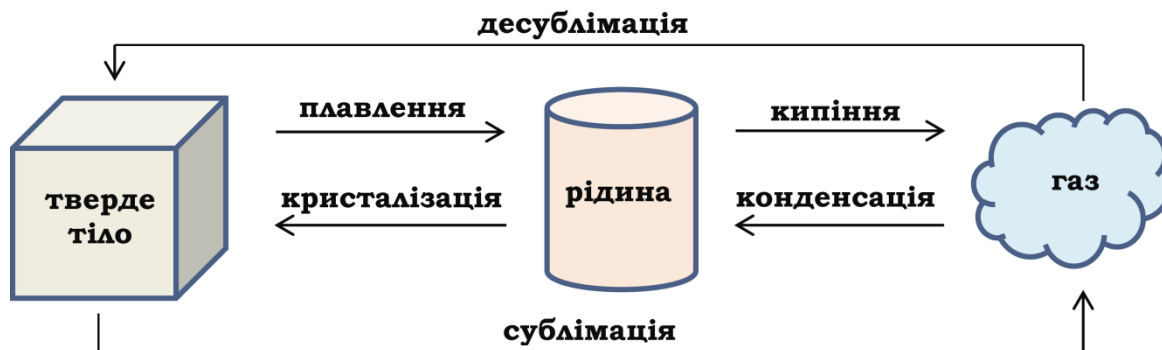 десублімація
плавлення
кипіння
тверде
тіло
кристалізація
рідина
конденсація
газ
сублімація